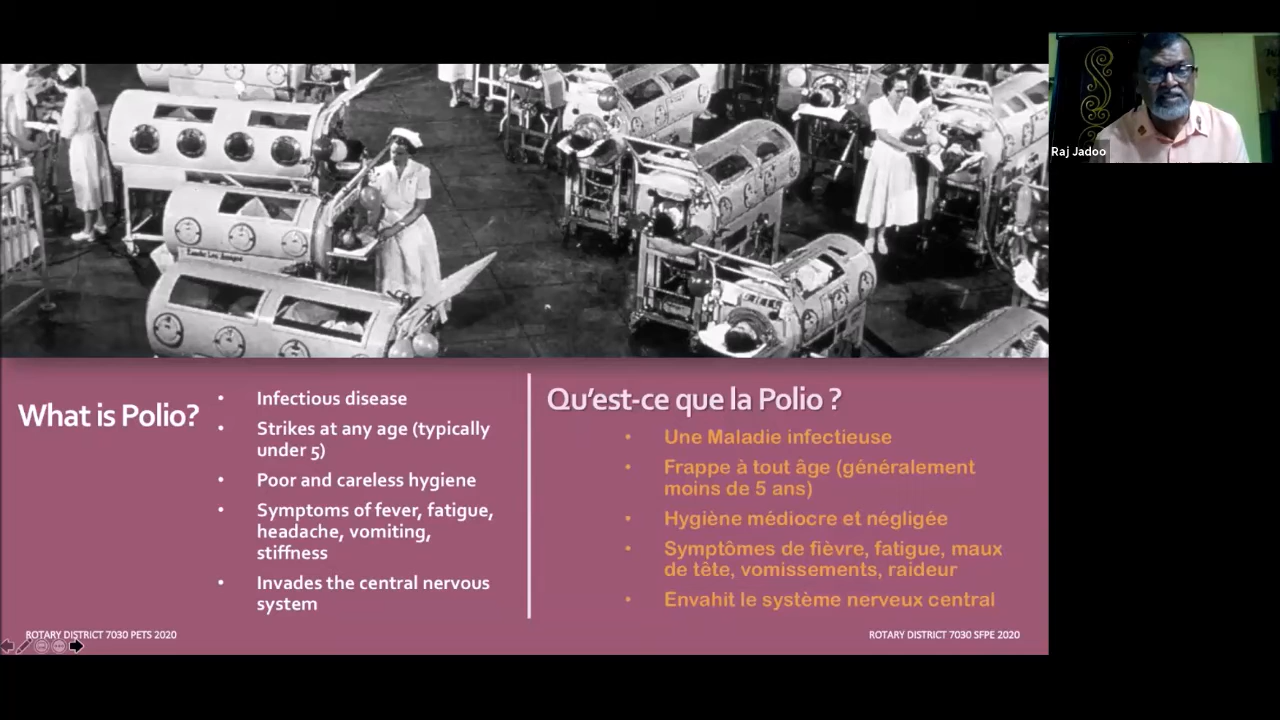 Raj Jadoo
What is Polio?
• Infectious disease
• Strikes at any age (typically
under 5)
• Poor and careless hygiene
• Symptoms of fever, fatigue,
headache, vomiting,
stiffness
• Invades the central nervous
system
Qu’est-ce que la Polio ?
• Une Maladie infectieuse
• Frappe à tout âge (généralement
moins de 5 ans)
• Hygiène médiocre et négligée
• Symptômes de fièvre, fatigue, maux
de tête, vomissements, raideur
• Envahit le système nerveux central
ROTARY DISTRICT 7030 PETS 2020
ROTARY DISTRICT 7030 SFPE 2020